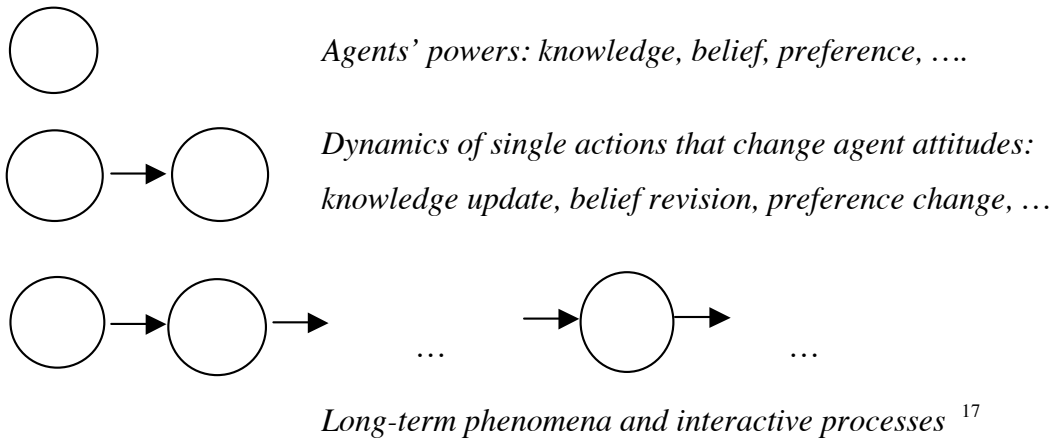 Agents’ powers: knowledge, belief, preference, ….
Dynamics of single actions that change agent attitudes:
knowledge update, belief revision, preference change, …
… …
Long-term phenomena and interactive processes 17